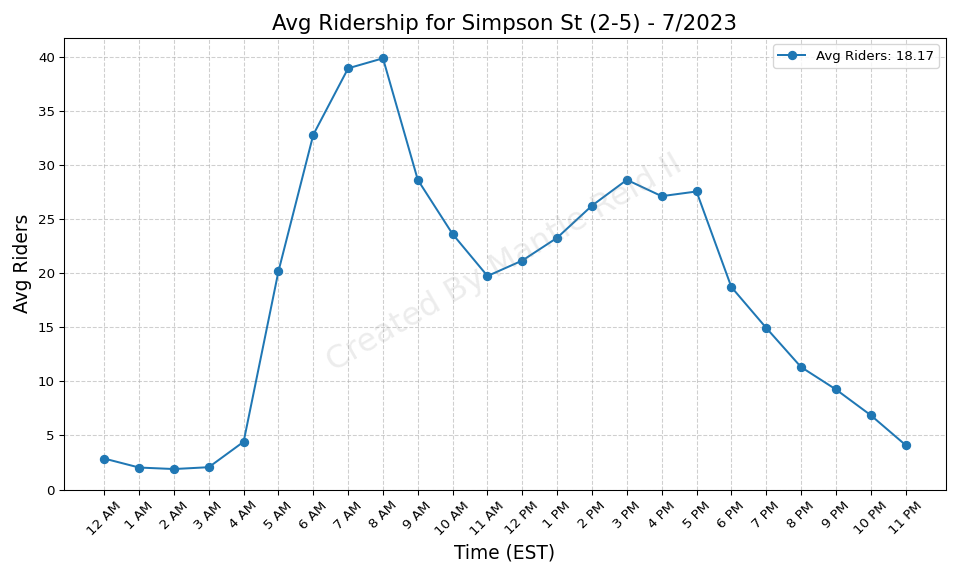 Avg Ridership for Simpson St (2-5) - 7/2023
Avg Riders: 18.17
Avg Riders
40
35
30
25
20
15
10
5
0
Created By Mantle Reid II
12 AM
1 AM
2 AM
3 AM
4 AM
5 AM
6 AM
7 AM
8 AM
9 AM
10 AM
11 AM
12 PM
1 PM
2 PM
3 PM
4 PM
5 PM
6 PM
7 PM
8 PM
9 PM
10 PM
11 PM
Time (EST)